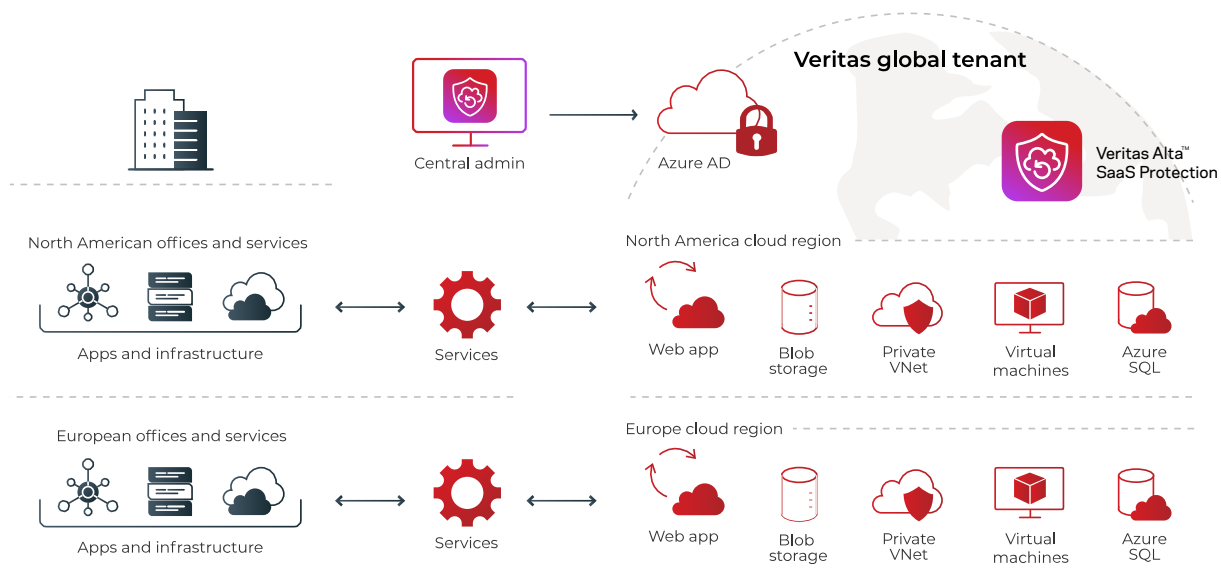 Veritas global tenant
Central admin
Azure AD
Veritas Alta™
SaaS Protection
North American offices and services
North America cloud region
Apps and infrastructure
Services
Web app
Blob
storage
Private
VNet
Virtual
machines
Azure
SQL
European offices and services
Europe cloud region
Apps and infrastructure
Services
Web app
Blob
storage
Private
VNet
Virtual
machines
Azure
SQL